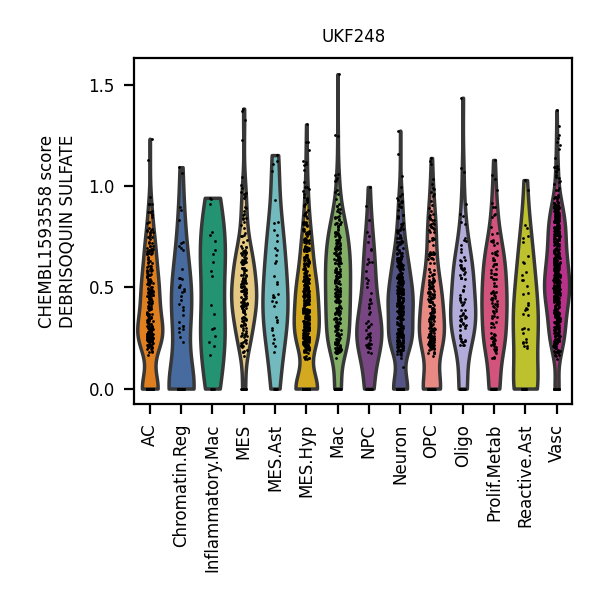 UKF248
CHEMBL1593558 score
DEBRISOQUIN SULFATE
1.5
1.0
0.5
0.0
AC
Chromatin.Reg
Inflammatory.Mac
MES
MES.Ast
MES.Hyp
Mac
NPC
Neuron
OPC
Oligo
Prolif.Metab
Reactive.Ast
Vasc